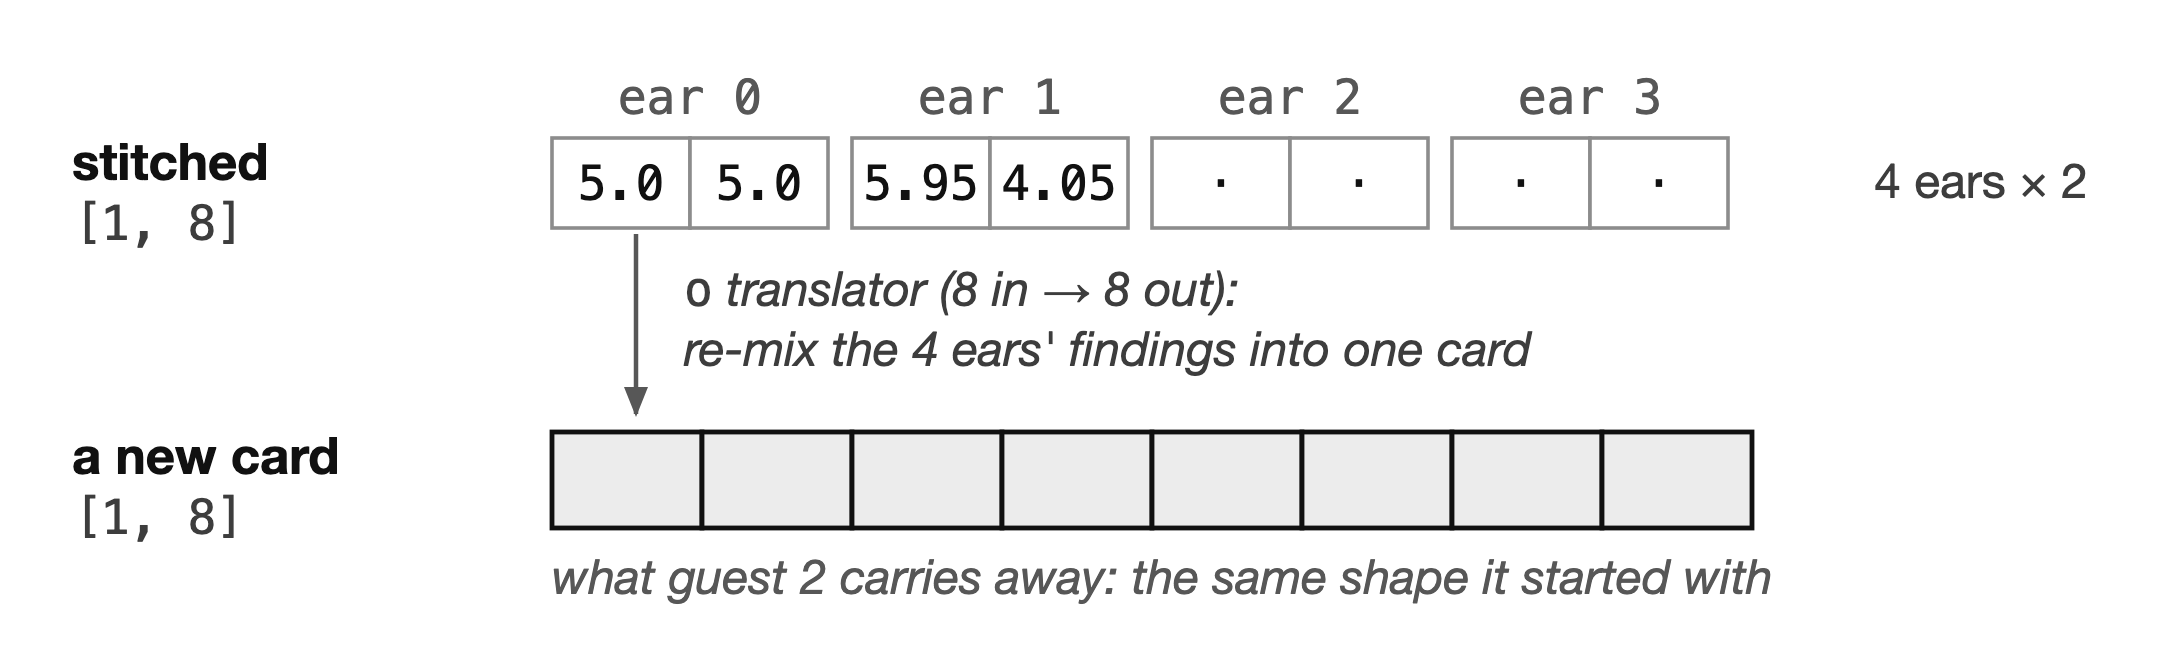 ear 0 ear 1 ear 2 ear 3
stitched
[1, 8]
5.0 5.0 5.95 4.05 · · · ·
4 ears × 2
o translator (8 in → 8 out):
re-mix the 4 ears' findings into one card
a new card
[1, 8]
what guest 2 carries away: the same shape it started with